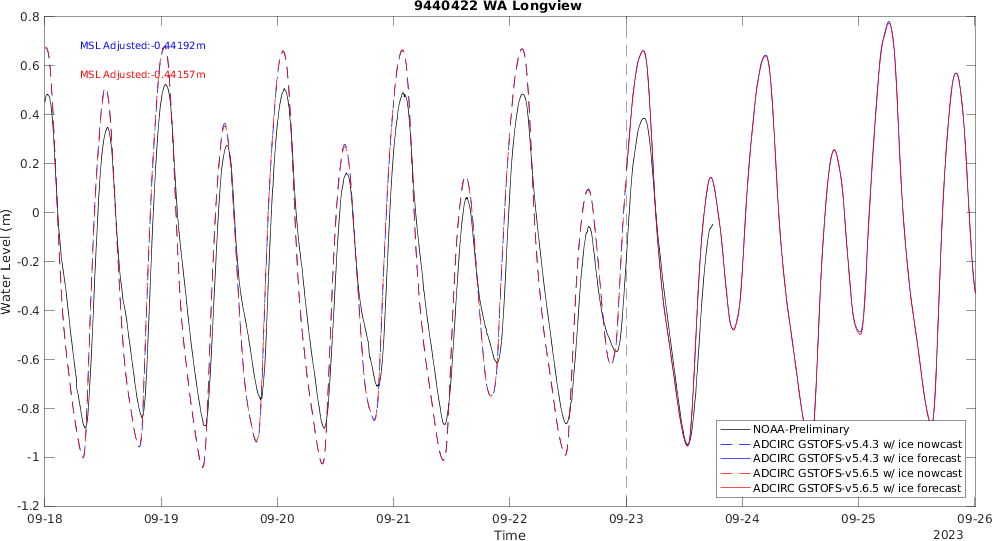 9440422 WA Longview
MSL Adjusted:-0.44192m
MSL Adjusted:-0.44157m
0.8
0.6
0.4
0.2
0
-0.2
-0.4
-0.6
-0.8
-1
-1.2
Water Level (m)
NOAA-Preliminary
ADCIRC GSTOFS-v5.4.3 w/ ice nowcast
ADCIRC GSTOFS-v5.4.3 w/ ice forecast
ADCIRC GSTOFS-v5.6.5 w/ ice nowcast
ADCIRC GSTOFS-v5.6.5 w/ ice forecast
09-18 09-19 09-20 09-21 09-22 09-23 09-24 09-25 09-26
Time
2023